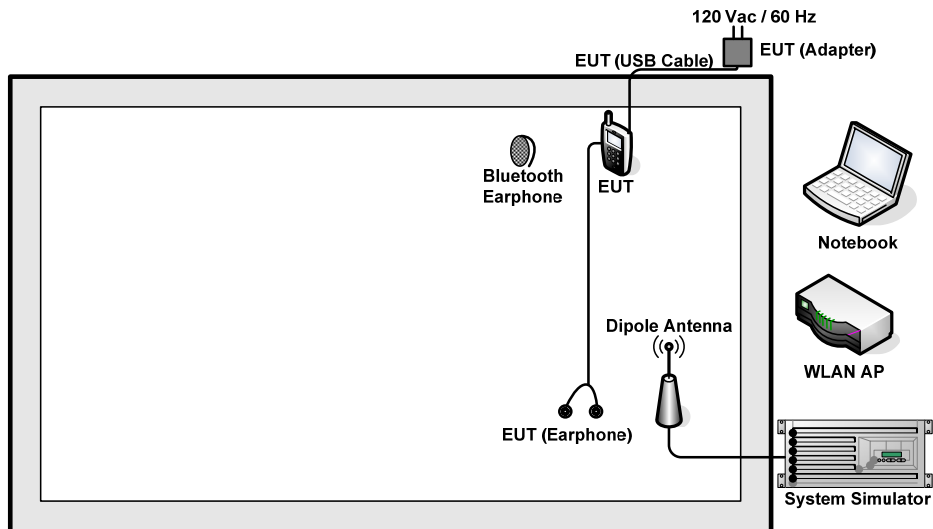 120 Vac / 60 Hz
EUT (Adapter)
EUT (USB Cable)
Bluetooth
Earphone
EUT
Notebook
Dipole Antenna
WLAN AP
EUT (Earphone)
System Simulator